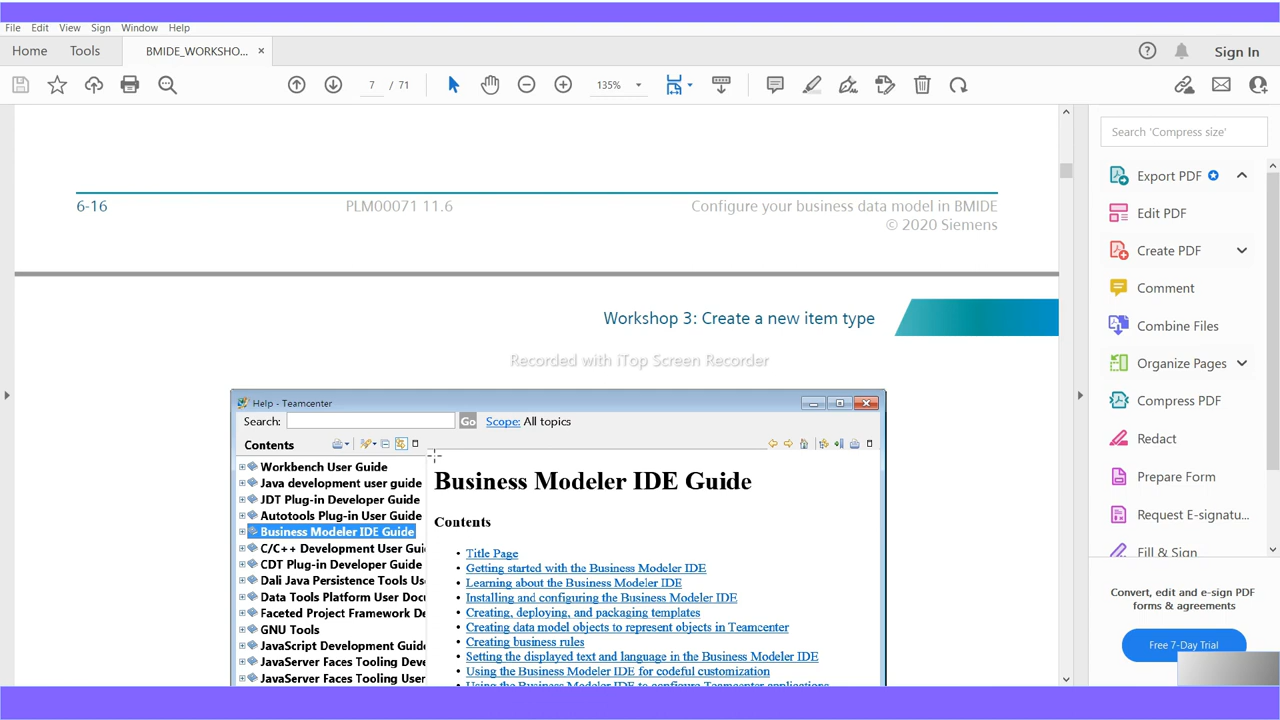 File Edit View Sign Window Help
Home Tools BMIDE_WORKSHO... × Sign In
7 / 71 135%
Search 'Compress size'
Export PDF
Edit PDF
Create PDF
Comment
Combine Files
Organize Pages
Compress PDF
Redact
Prepare Form
Request E-signatu...
Fill & Sign
Convert, edit and e-sign PDF
forms & agreements
Free 7-Day Trial
6-16 PLM00071 11.6 Configure your business data model in BMIDE
© 2020 Siemens
Workshop 3: Create a new item type
Recorded with iTop Screen Recorder
Help - Teamcenter
Search: Go Scope: All topics
Contents
Workbench User Guide
Java development user guide
JDT Plug-in Developer Guide
Autotools Plug-in User Guide
Business Modeler IDE Guide
C/C++ Development User Gui
CDT Plug-in Developer Guide
Dali Java Persistence Tools Us
Data Tools Platform User Docu
Faceted Project Framework De
GNU Tools
JavaScript Development Guide
JavaServer Faces Tooling Deve
JavaServer Faces Tooling User
Business Modeler IDE Guide
Contents
• Title Page
• Getting started with the Business Modeler IDE
• Learning about the Business Modeler IDE
• Installing and configuring the Business Modeler IDE
• Creating, deploying, and packaging templates
• Creating data model objects to represent objects in Teamcenter
• Creating business rules
• Setting the displayed text and language in the Business Modeler IDE
• Using the Business Modeler IDE for codeful customization
• Using the Business Modeler IDE to configure Teamcenter applications